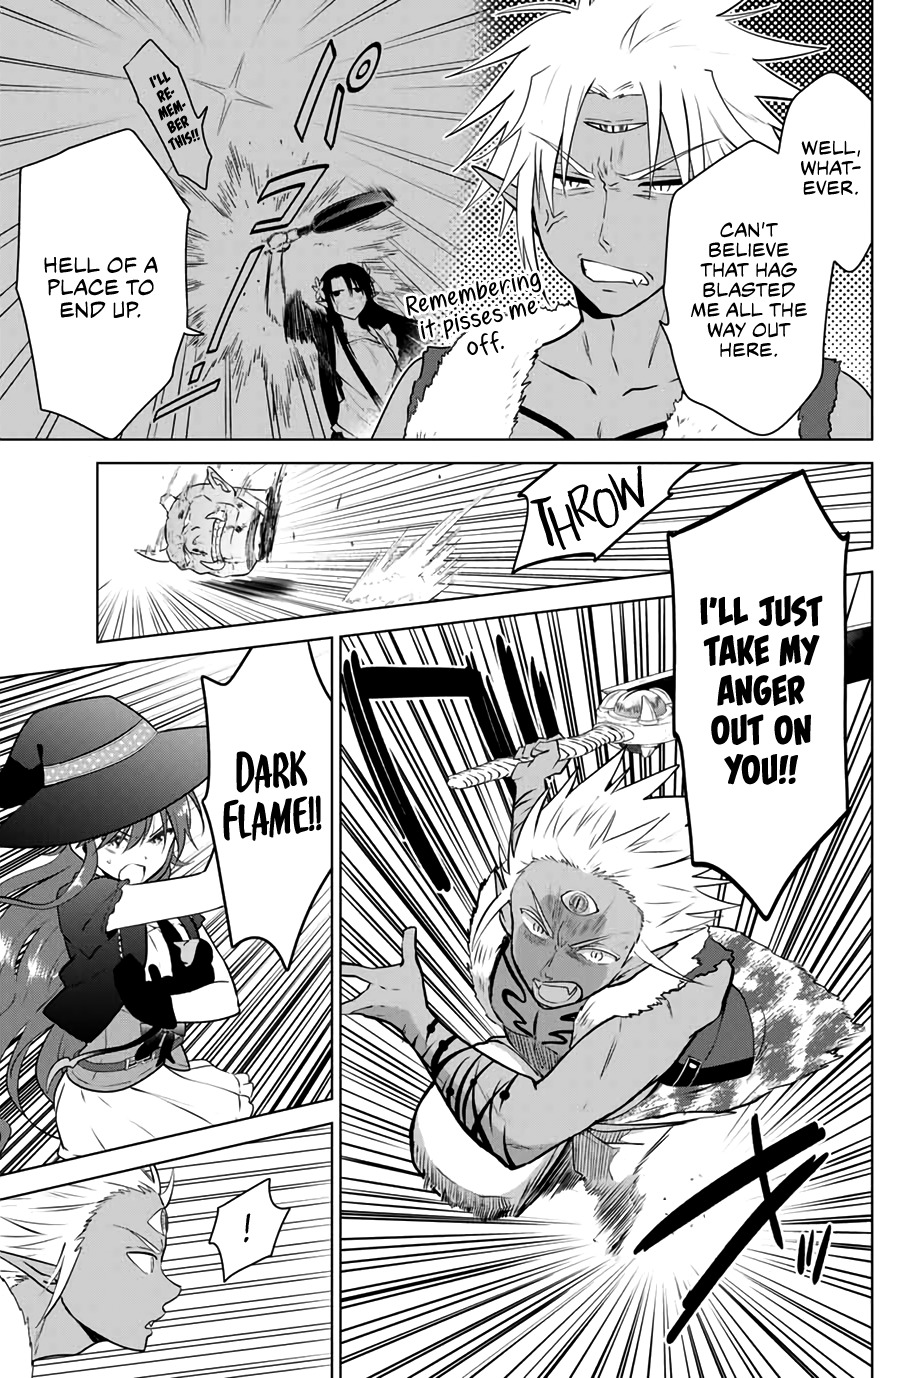 WELL,
WHAT-
EVER.
CAN'T
BELIEVE
THAT HAG
BLASTED
ME ALL THE
WAY OUT
HERE.
Remembering
it pisses me
off.
パコーン
I'LL
RE-
MEM-
BER
THIS!!
HELL OF A
PLACE TO
END UP.
THROW
I'LL JUST
TAKE MY
ANGER
OUT ON
YOU!!
DARK
FLAME!!
!